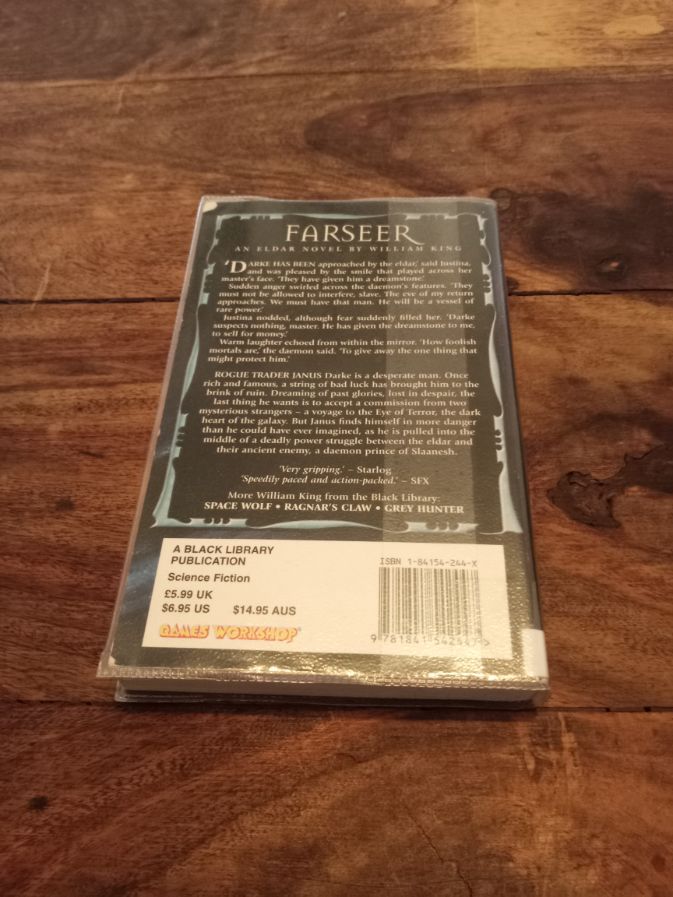 FARSEER
AN ELDAR NOVEL BY WILLIAM KING
'DARKE HAS BEEN approached by the eldar,' said Justina,
and was pleased by the smile that played across her
master's face. 'They have given him a dreamstone.'
Sudden anger swirled across the daemon's features. 'They
must not be allowed to interfere, slave. The eve of my return
approaches. We must have that man. He will be a vessel of
rare power.'
Justina nodded, although fear suddenly filled her. 'Darke
suspects nothing, master. He has given the dreamstone to me,
to sell for money.'
Warm laughter echoed from within the mirror. 'How foolish
mortals are,' the daemon said. 'To give away the one thing that
might protect him.'
ROGUE TRADER JANUS Darke is a desperate man. Once
rich and famous, a string of bad luck has brought him to the
brink of ruin. Dreaming of past glories, lost in despair, the
last thing he wants is to accept a commission from two
mysterious strangers – a voyage to the Eye of Terror, the dark
heart of the galaxy. But Janus finds himself in more danger
than he could have ever imagined, as he is pulled into the
middle of a deadly power struggle between the eldar and
their ancient enemy, a daemon prince of Slaanesh.
'Very gripping.' – Starlog
'Speedily paced and action-packed.' – SFX
More William King from the Black Library:
SPACE WOLF • RAGNAR'S CLAW • GREY HUNTER
A BLACK LIBRARY
PUBLICATION
Science Fiction
£5.99 UK
$6.95 US $14.95 AUS
GAMES WORKSHOP
ISBN 1-84154-244-X
9 781841 542447 >